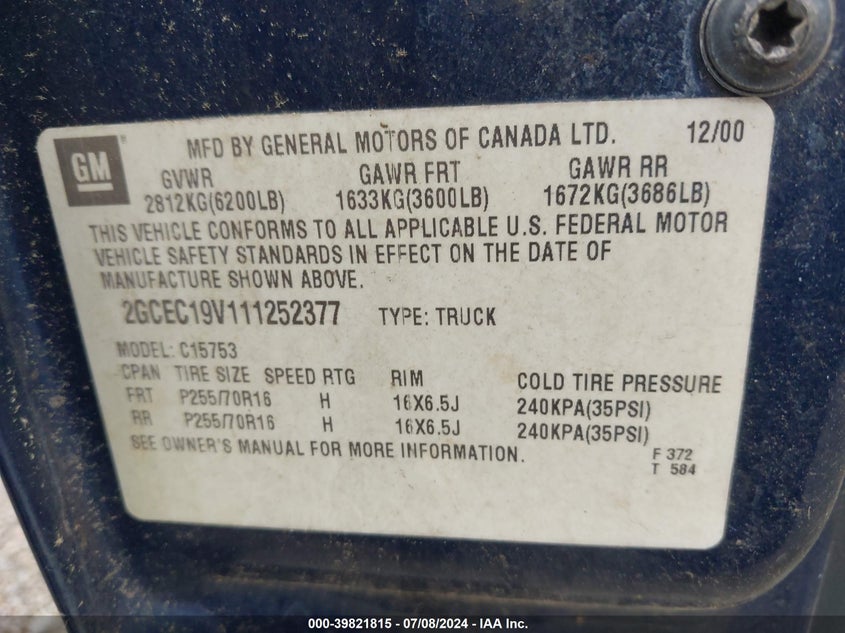 GM
MFD BY GENERAL MOTORS OF CANADA LTD. 12/00
GVWR GAWR FRT GAWR RR
2812KG(6200LB) 1633KG(3600LB) 1672KG(3686LB)
THIS VEHICLE CONFORMS TO ALL APPLICABLE U.S. FEDERAL MOTOR
VEHICLE SAFETY STANDARDS IN EFFECT ON THE DATE OF
MANUFACTURE SHOWN ABOVE.
2GCEC19V111252377 TYPE: TRUCK
MODEL: C15753
CPAN TIRE SIZE SPEED RTG RIM COLD TIRE PRESSURE
FRT P255/70R16 H 16X6.5J 240KPA(35PSI)
RR P255/70R16 H 16X6.5J 240KPA(35PSI)
SEE OWNER'S MANUAL FOR MORE INFORMATION.
F 372
T 584
000-39821815 - 07/08/2024 - IAA Inc.